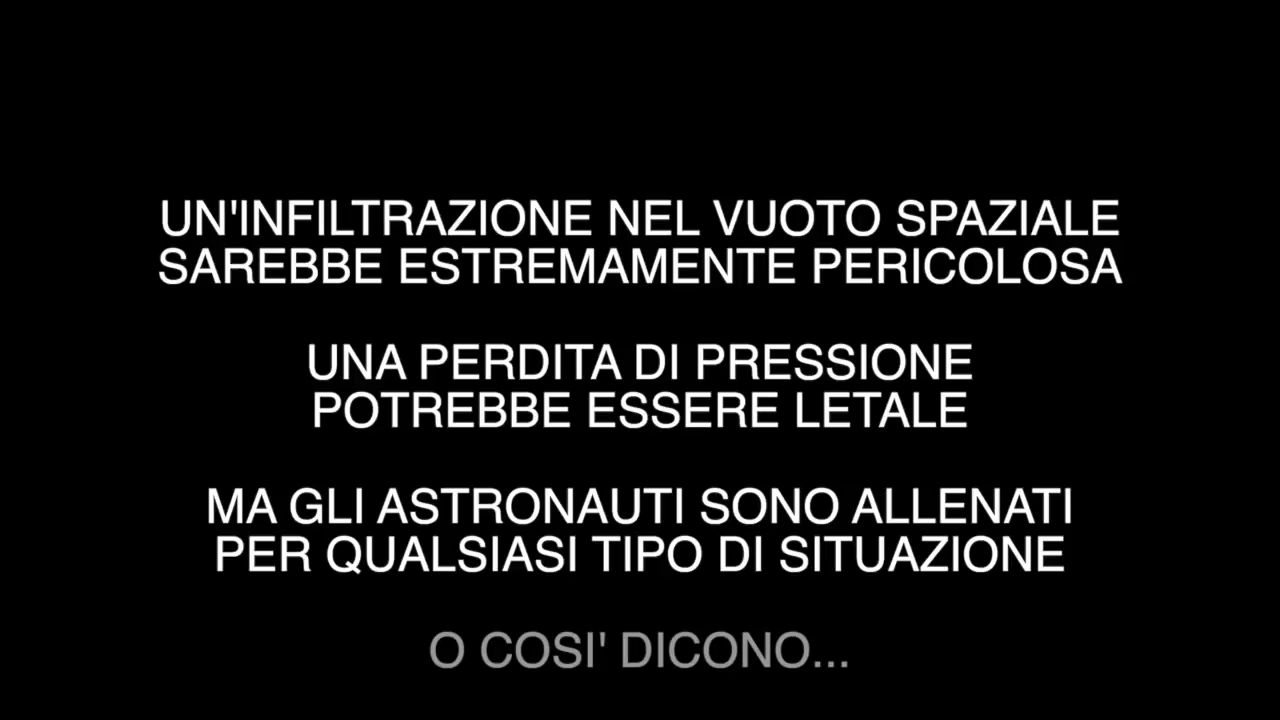 UN'INFILTRAZIONE NEL VUOTO SPAZIALE
SAREBBE ESTREMAMENTE PERICOLOSA
UNA PERDITA DI PRESSIONE
POTREBBE ESSERE LETALE
MA GLI ASTRONAUTI SONO ALLENATI
PER QUALSIASI TIPO DI SITUAZIONE
O COSI' DICONO...